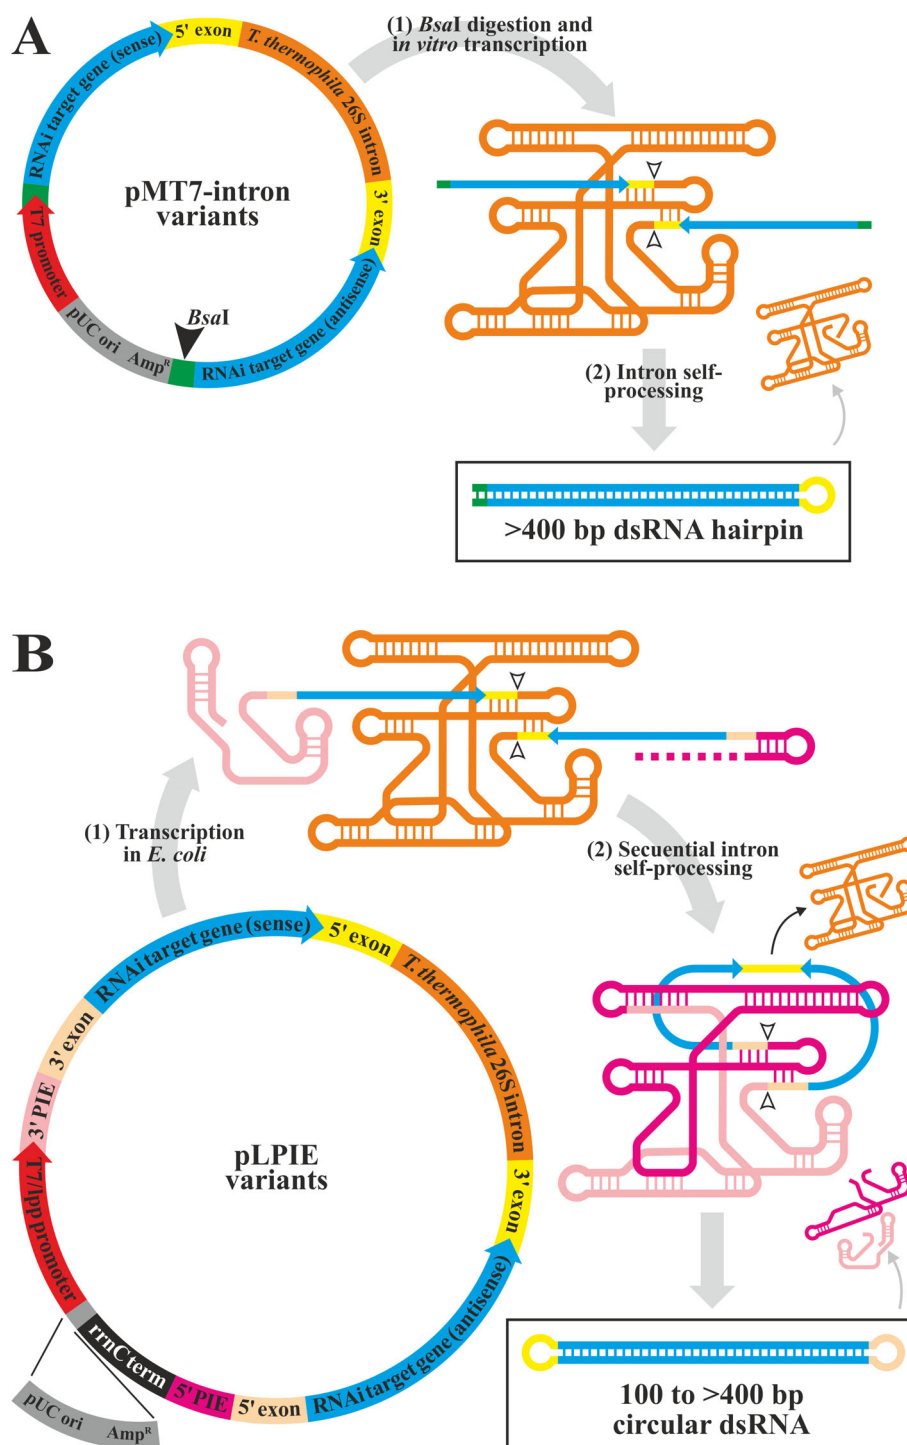 A
5' exon
T. thermophila 26S intron
3' exon
RNAi target gene (antisense)
BsaI
AmpR
pUC ori
T7 promoter
RNAi target gene (sense)
pMT7-intron
variants
(1) BsaI digestion and
in vitro transcription
(2) Intron self-
processing
>400 bp dsRNA hairpin
B
(1) Transcription
in E. coli
(2) Secuential intron
self-processing
RNAi target gene (sense)
5' exon
T. thermophila 26S intron
3' exon
RNAi target gene (antisense)
5' exon
5' PIE
rrnC term
pUC ori
AmpR
T7/lpp promoter
3' PIE
3' exon
pLPIE
variants
100 to >400 bp
circular dsRNA